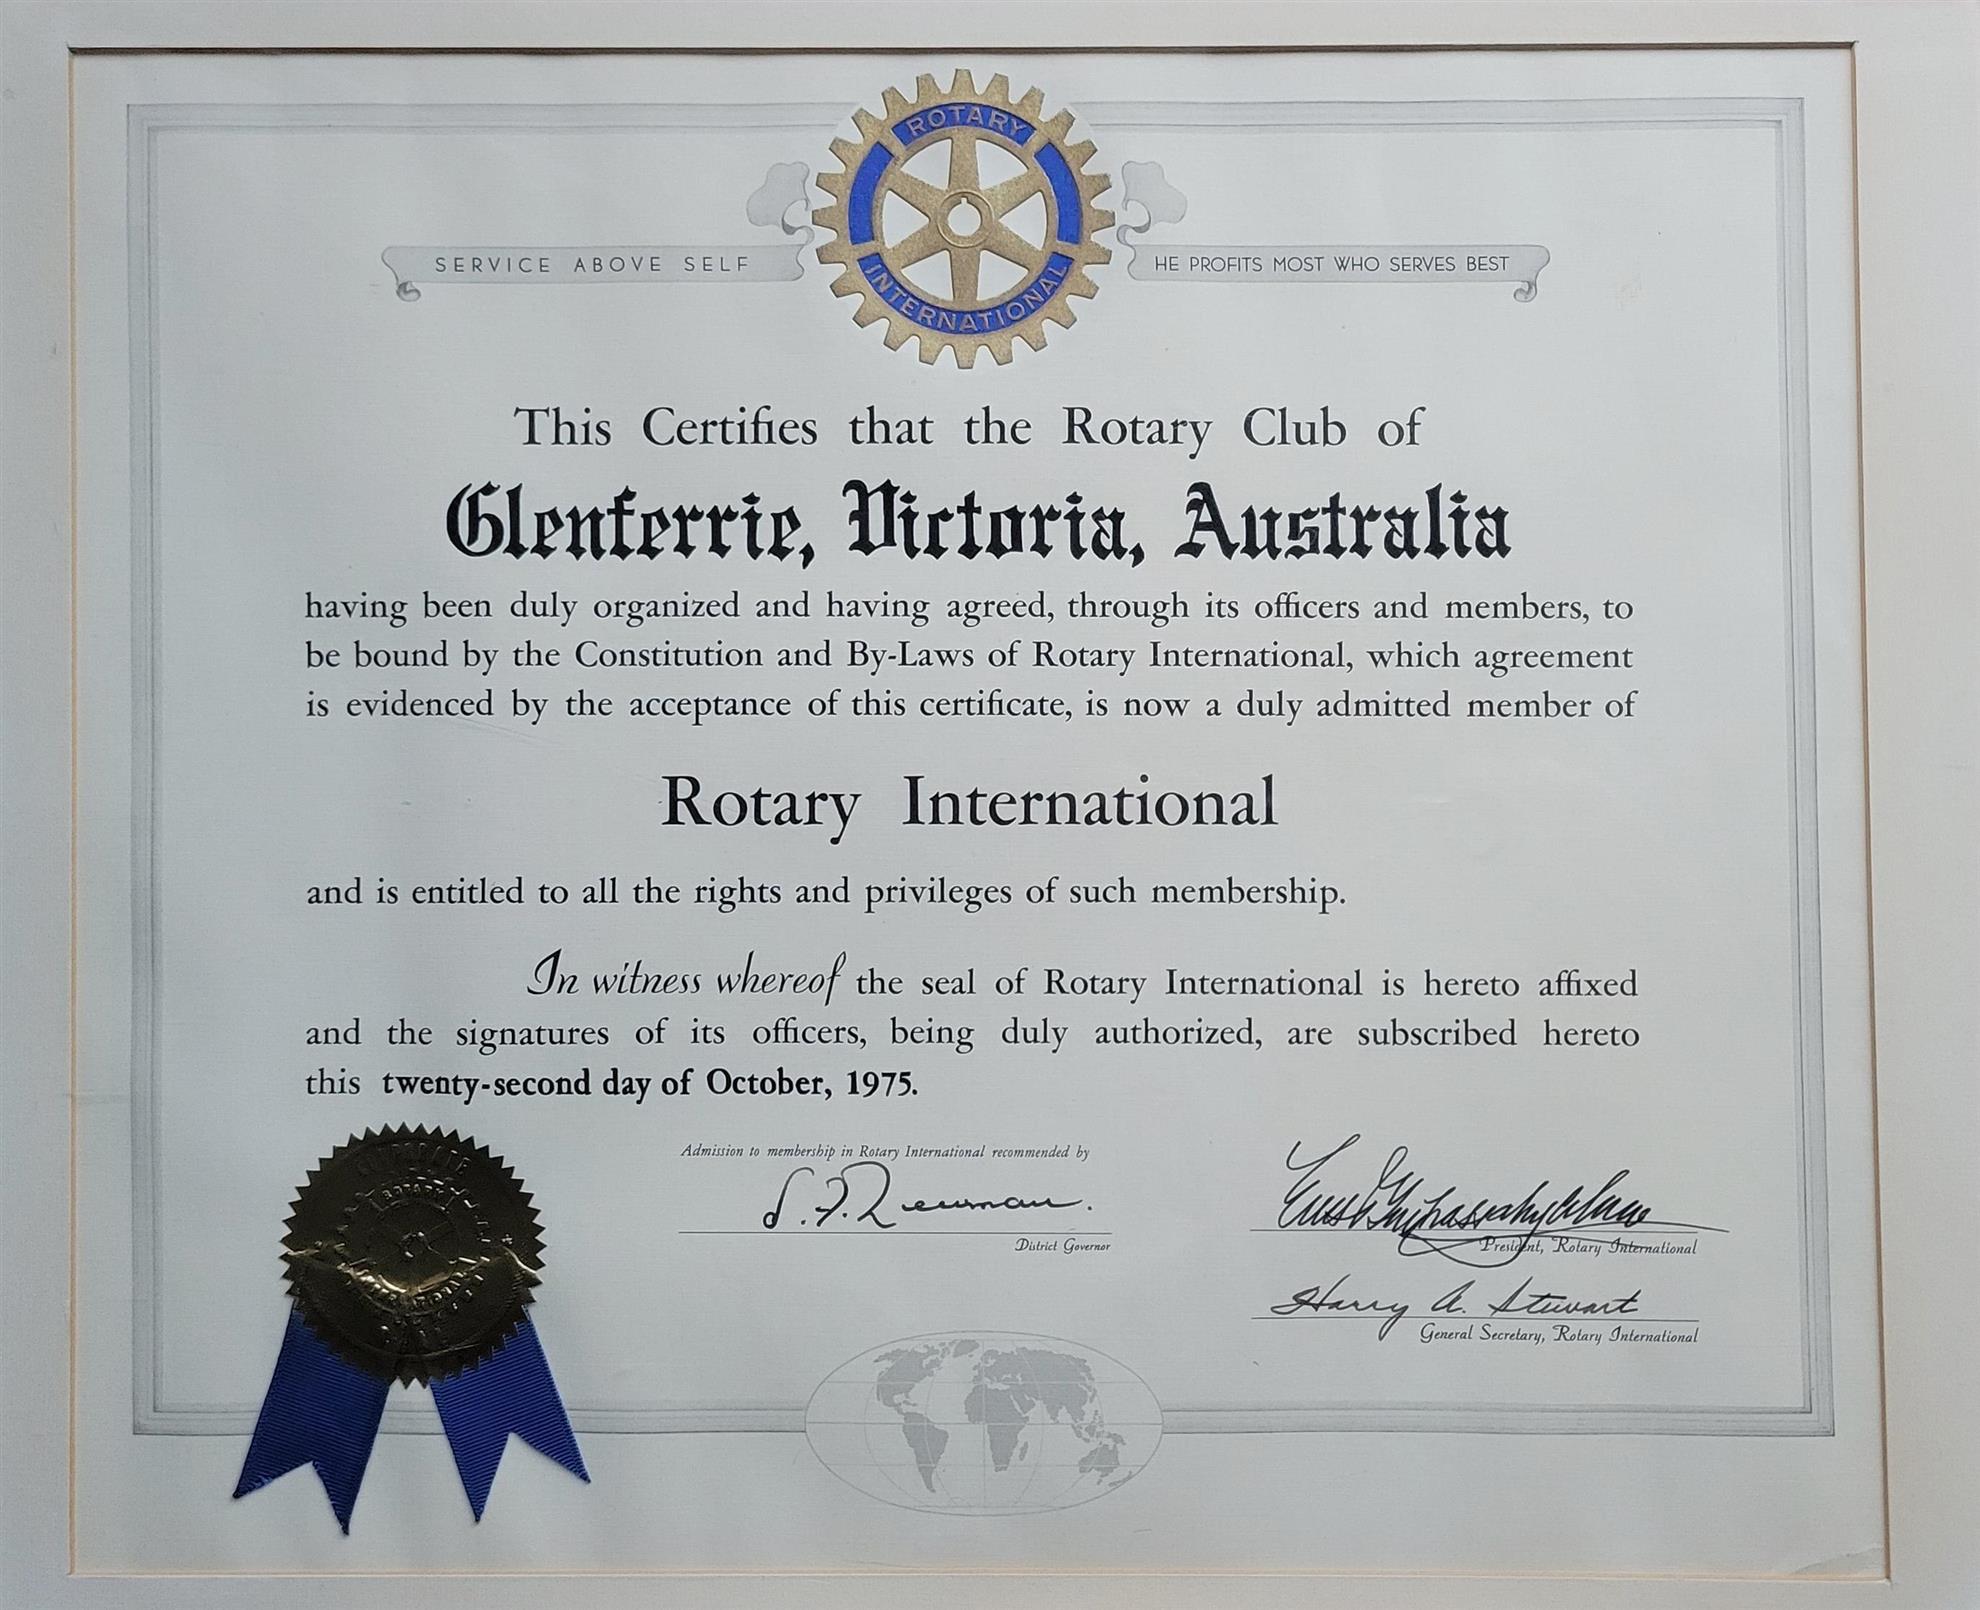 ROTARY
INTERNATIONAL
SERVICE ABOVE SELF
HE PROFITS MOST WHO SERVES BEST
This Certifies that the Rotary Club of
Glenferrie, Victoria, Australia
having been duly organized and having agreed, through its officers and members, to
be bound by the Constitution and By-Laws of Rotary International, which agreement
is evidenced by the acceptance of this certificate, is now a duly admitted member of
Rotary International
and is entitled to all the rights and privileges of such membership.
In witness whereof the seal of Rotary International is hereto affixed
and the signatures of its officers, being duly authorized, are subscribed hereto
this twenty-second day of October, 1975.
Admission to membership in Rotary International recommended by
Newman.
District Governor
President, Rotary International
Harry A. Stewart
General Secretary, Rotary International
ROTARY